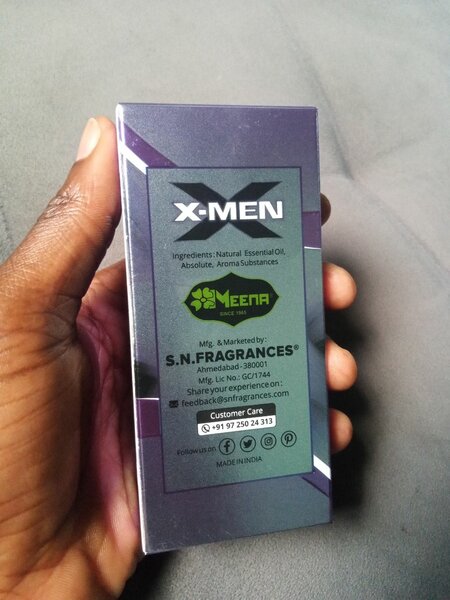 X-MEN
Ingredients: Natural Essential Oil,
Absolute, Aroma Substances
MEENA
SINCE 1965
Mfg. & Marketed by:
S.N.FRAGRANCES®
Ahmedabad-380001
Mfg. Lic No.: GC/1744
Share your experience on:
feedback@snfragrances.com
Customer Care
+91 97 250 24 313
Follow us on
MADE IN INDIA